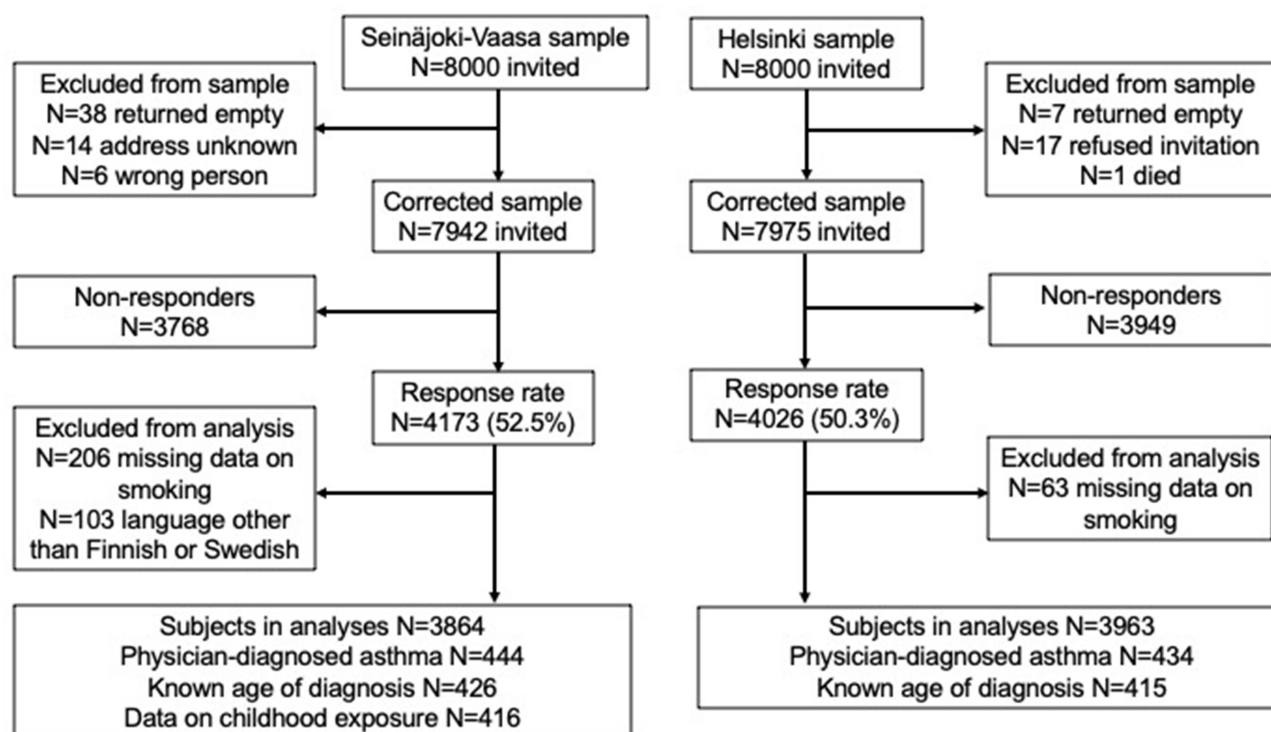 Seinäjoki-Vaasa sample
N=8000 invited
Excluded from sample
N=38 returned empty
N=14 address unknown
N=6 wrong person
Corrected sample
N=7942 invited
Non-responders
N=3768
Response rate
N=4173 (52.5%)
Excluded from analysis
N=206 missing data on
smoking
N=103 language other
than Finnish or Swedish
Subjects in analyses N=3864
Physician-diagnosed asthma N=444
Known age of diagnosis N=426
Data on childhood exposure N=416
Helsinki sample
N=8000 invited
Excluded from sample
N=7 returned empty
N=17 refused invitation
N=1 died
Corrected sample
N=7975 invited
Non-responders
N=3949
Response rate
N=4026 (50.3%)
Excluded from analysis
N=63 missing data on
smoking
Subjects in analyses N=3963
Physician-diagnosed asthma N=434
Known age of diagnosis N=415